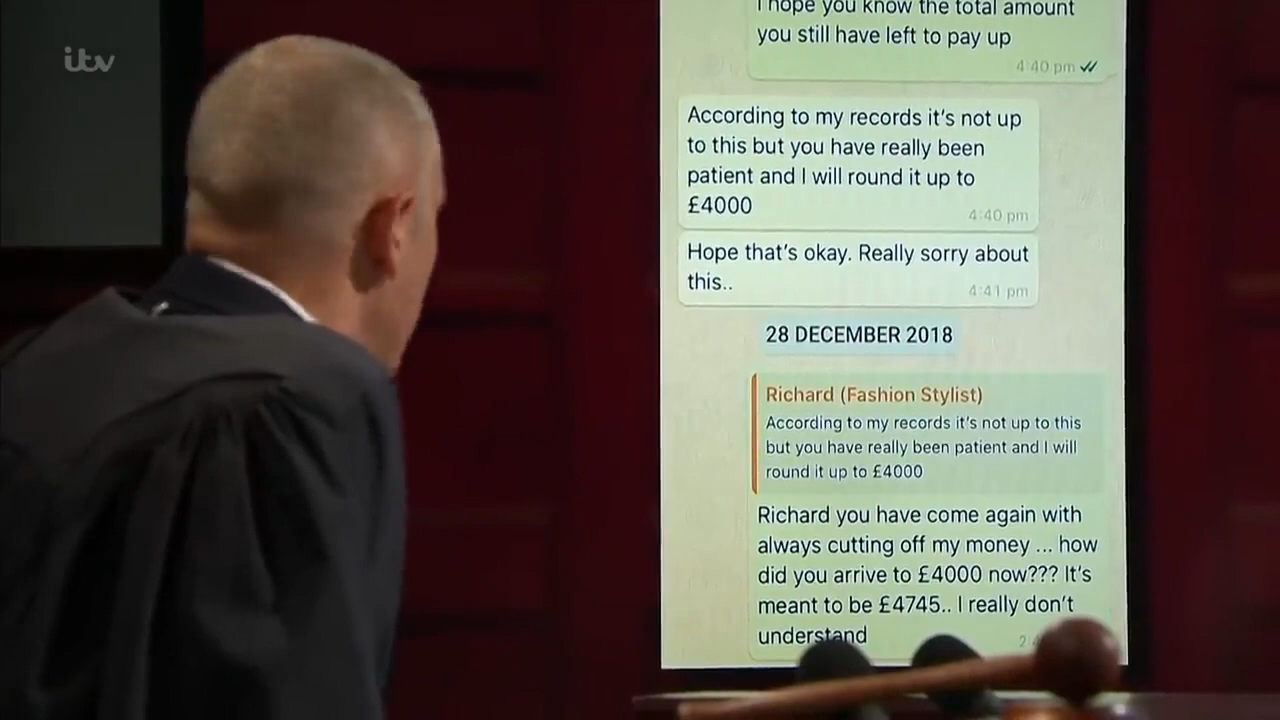 itv
I hope you know the total amount
you still have left to pay up
4:40 pm
According to my records it's not up
to this but you have really been
patient and I will round it up to
£4000
4:40 pm
Hope that's okay. Really sorry about
this..
4:41 pm
28 DECEMBER 2018
Richard (Fashion Stylist)
According to my records it's not up to this
but you have really been patient and I will
round it up to £4000
Richard you have come again with
always cutting off my money ... how
did you arrive to £4000 now??? It's
meant to be £4745.. I really don't
understand